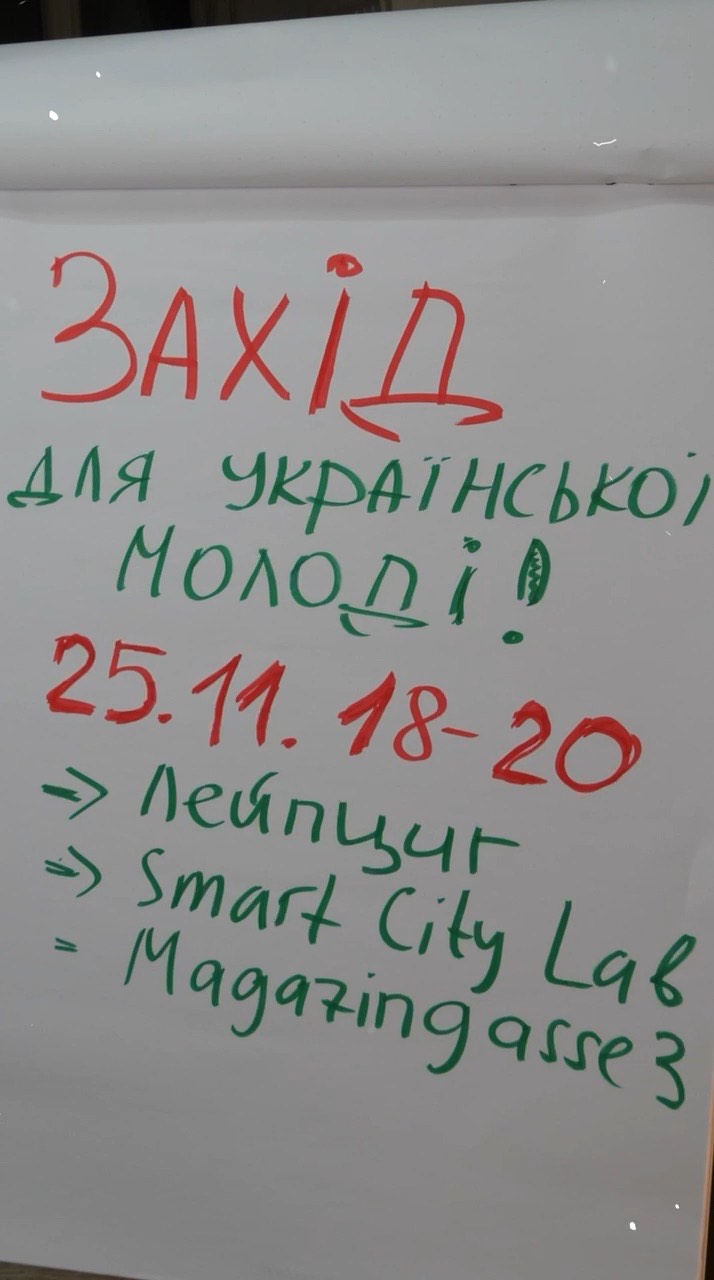 ЗАХІД
ДЛЯ УКРАЇНСЬКОЇ
МОЛОДІ!
25.11. 18-20
→ Лейпциг
⇒ Smart City Lab
= Magazingasse 3